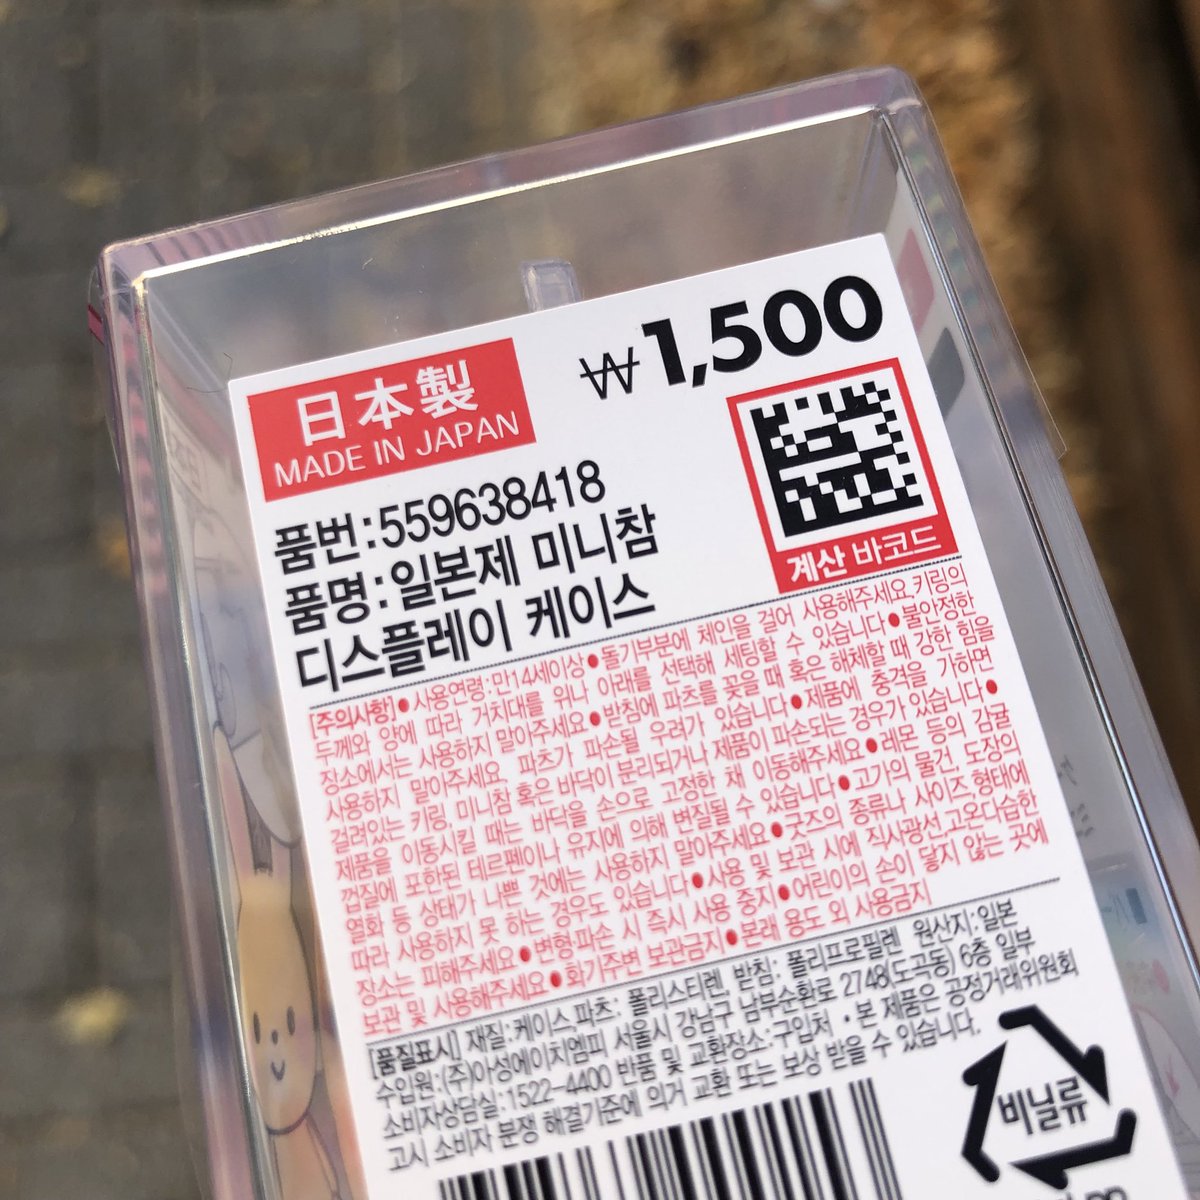 日本製
MADE IN JAPAN
₩1,500
품번:559638418
품명:일본제 미니참
디스플레이 케이스
계산 바코드
[주의사항]●사용연령:만14세이상●돌기부분에 체인을 걸어 사용해주세요.키링의
두께와 양에 따라 거치대를 위나 아래를 선택해 세팅할 수 있습니다●불안정한
장소에서는 사용하지 말아주세요●받침에 파츠를 꽂을 때 혹은 해체할 때 강한 힘을
사용하지 말아주세요 파츠가 파손될 우려가 있습니다●제품에 충격을 가하면
걸려있는 키링, 미니참 혹은 바닥이 분리되거나 제품이 파손되는 경우가 있습니다●
제품을 이동시킬 때는 바닥을 손으로 고정한 채 이동해주세요●레몬 등의 감귤
껍질에 포함된 테르페이나 유지에 의해 변질될 수 있습니다●고가의 물건, 도장의
열화 등 상태가 나쁜 것에는 사용하지 말아주세요●굿즈의 종류나 사이즈 형태에
따라 사용하지 못 하는 경우도 있습니다●사용 및 보관 시에 직사광선,고온다습한
장소는 피해주세요●변형·파손 시 즉시 사용 중지●어린이의 손이 닿지 않는 곳에
보관 및 사용해주세요●화기주변 보관금지●본래 용도 외 사용금지
[품질표시] 재질:케이스,파츠: 폴리스티렌, 받침: 폴리프로필렌 원산지:일본
수입원:(주)아성에이치엠피 서울시 강남구 남부순환로 2748(도곡동) 6층 일부
소비자상담실:1522-4400 반품 및 교환장소:구입처 •본 제품은 공정거래위원회
고시 소비자 분쟁 해결기준에 의거 교환 또는 보상 받을 수 있습니다.
비닐류